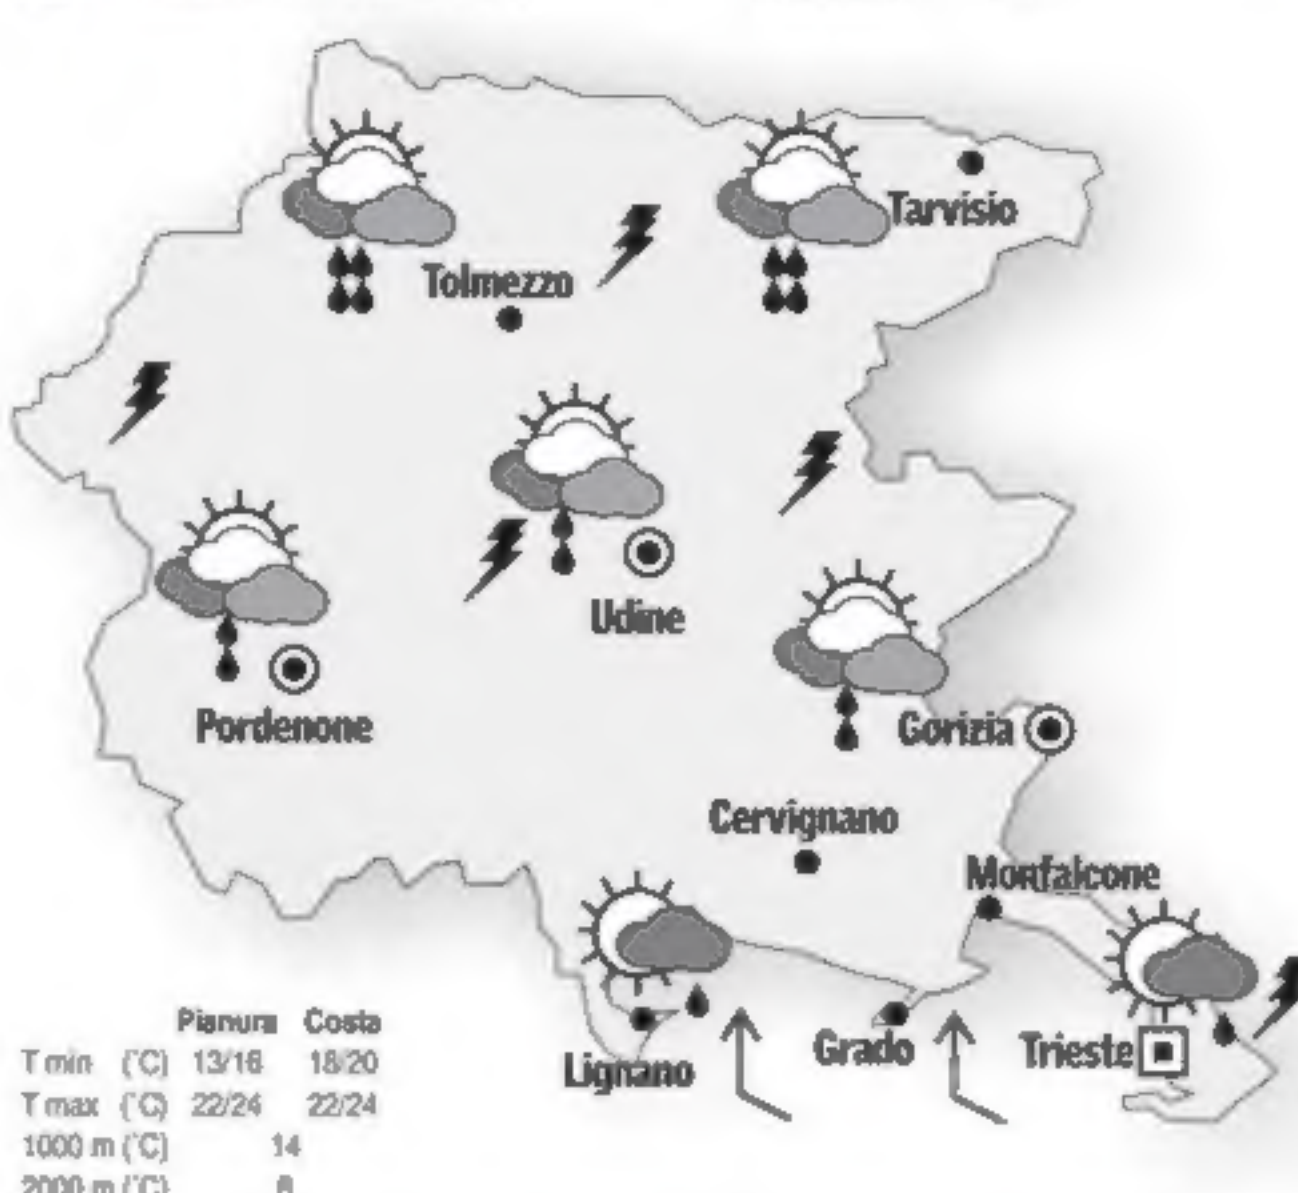 Tarvisio
Tolmezzo
Udine
Pordenone
Gorizia
Cervignano
Monfalcone
Grado
Trieste
Lignano
Pianura Costa
T min (°C) 13/16 18/20
T max (°C) 22/24 22/24
1000 m (°C) 14
2000 m (°C)